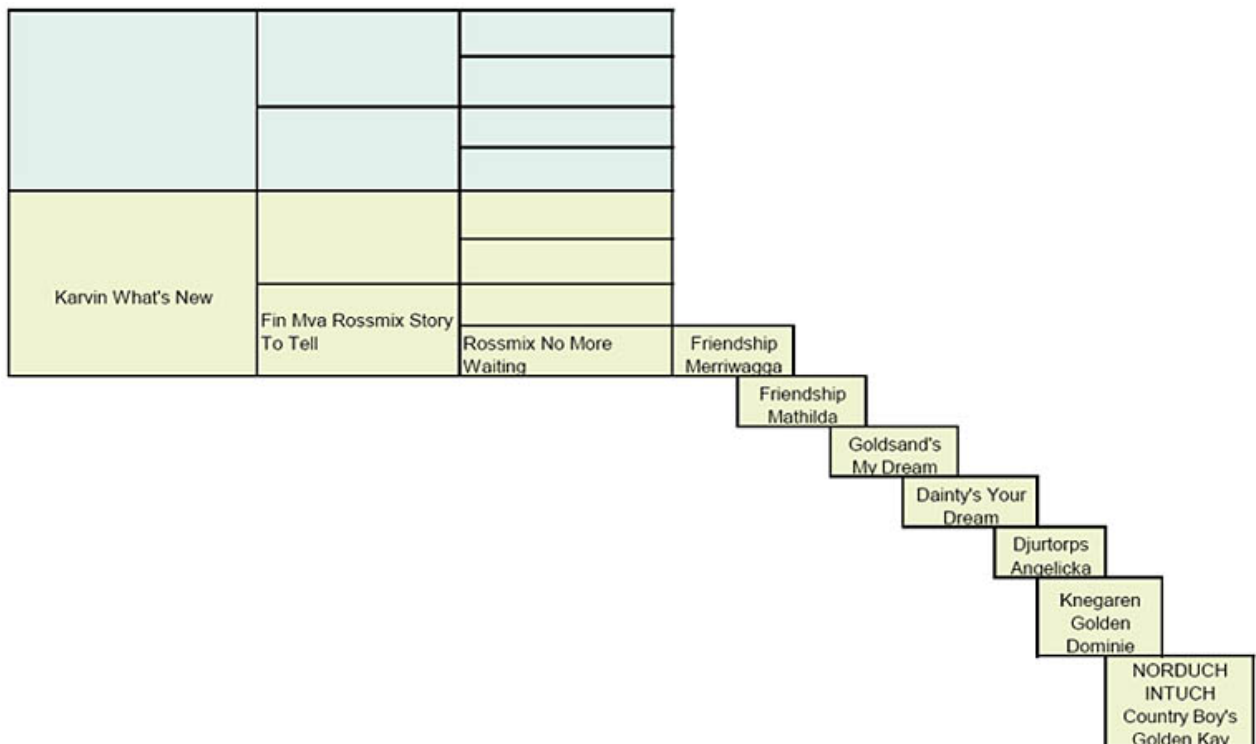 Karvin What's New
Fin Mva Rossmix Story
To Tell
Rossmix No More
Waiting
Friendship
Merriwagga
Friendship
Mathilda
Goldsand's
My Dream
Dainty's Your
Dream
Djurtorps
Angelicka
Knegaren
Golden
Dominie
NORDUCH
INTUCH
Country Boy's
Golden Kay